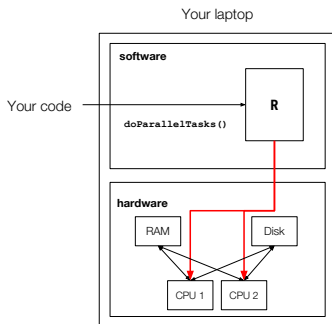 Your laptop
software
R
Your code
doParallelTasks()
hardware
RAM
Disk
CPU 1
CPU 2